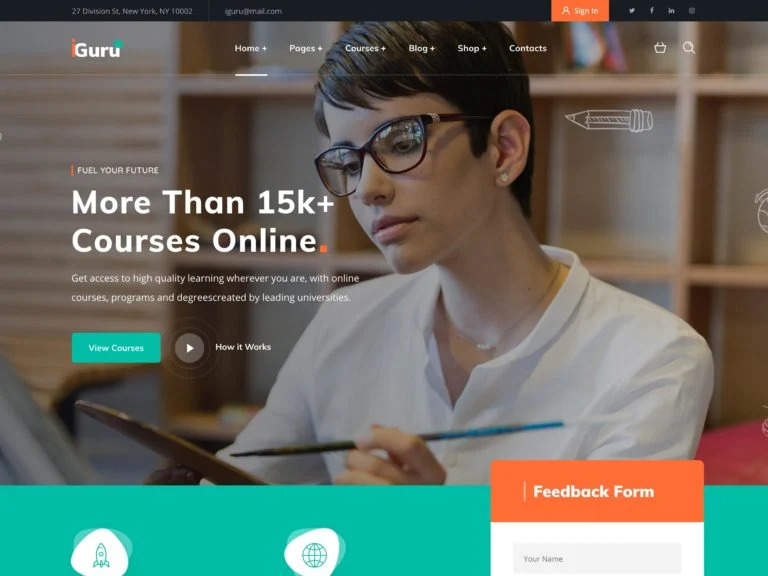 27 Division St, New York, NY 10002
iguru@mail.com
Sign In
iGuru
Home +
Pages +
Courses +
Blog +
Shop +
Contacts
FUEL YOUR FUTURE
More Than 15k+
Courses Online.
Get access to high quality learning wherever you are, with online
courses, programs and degreescreated by leading universities.
View Courses
How it Works
Feedback Form
Your Name